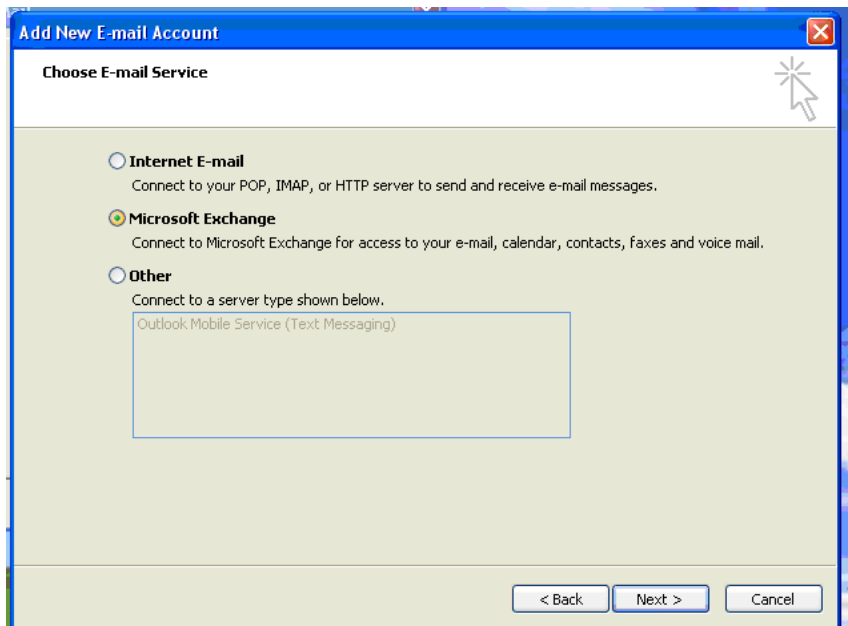 Add New E-mail Account
Choose E-mail Service
Internet E-mail
Connect to your POP, IMAP, or HTTP server to send and receive e-mail messages.
Microsoft Exchange
Connect to Microsoft Exchange for access to your e-mail, calendar, contacts, faxes and voice mail.
Other
Connect to a server type shown below.
Outlook Mobile Service (Text Messaging)
< Back Next > Cancel